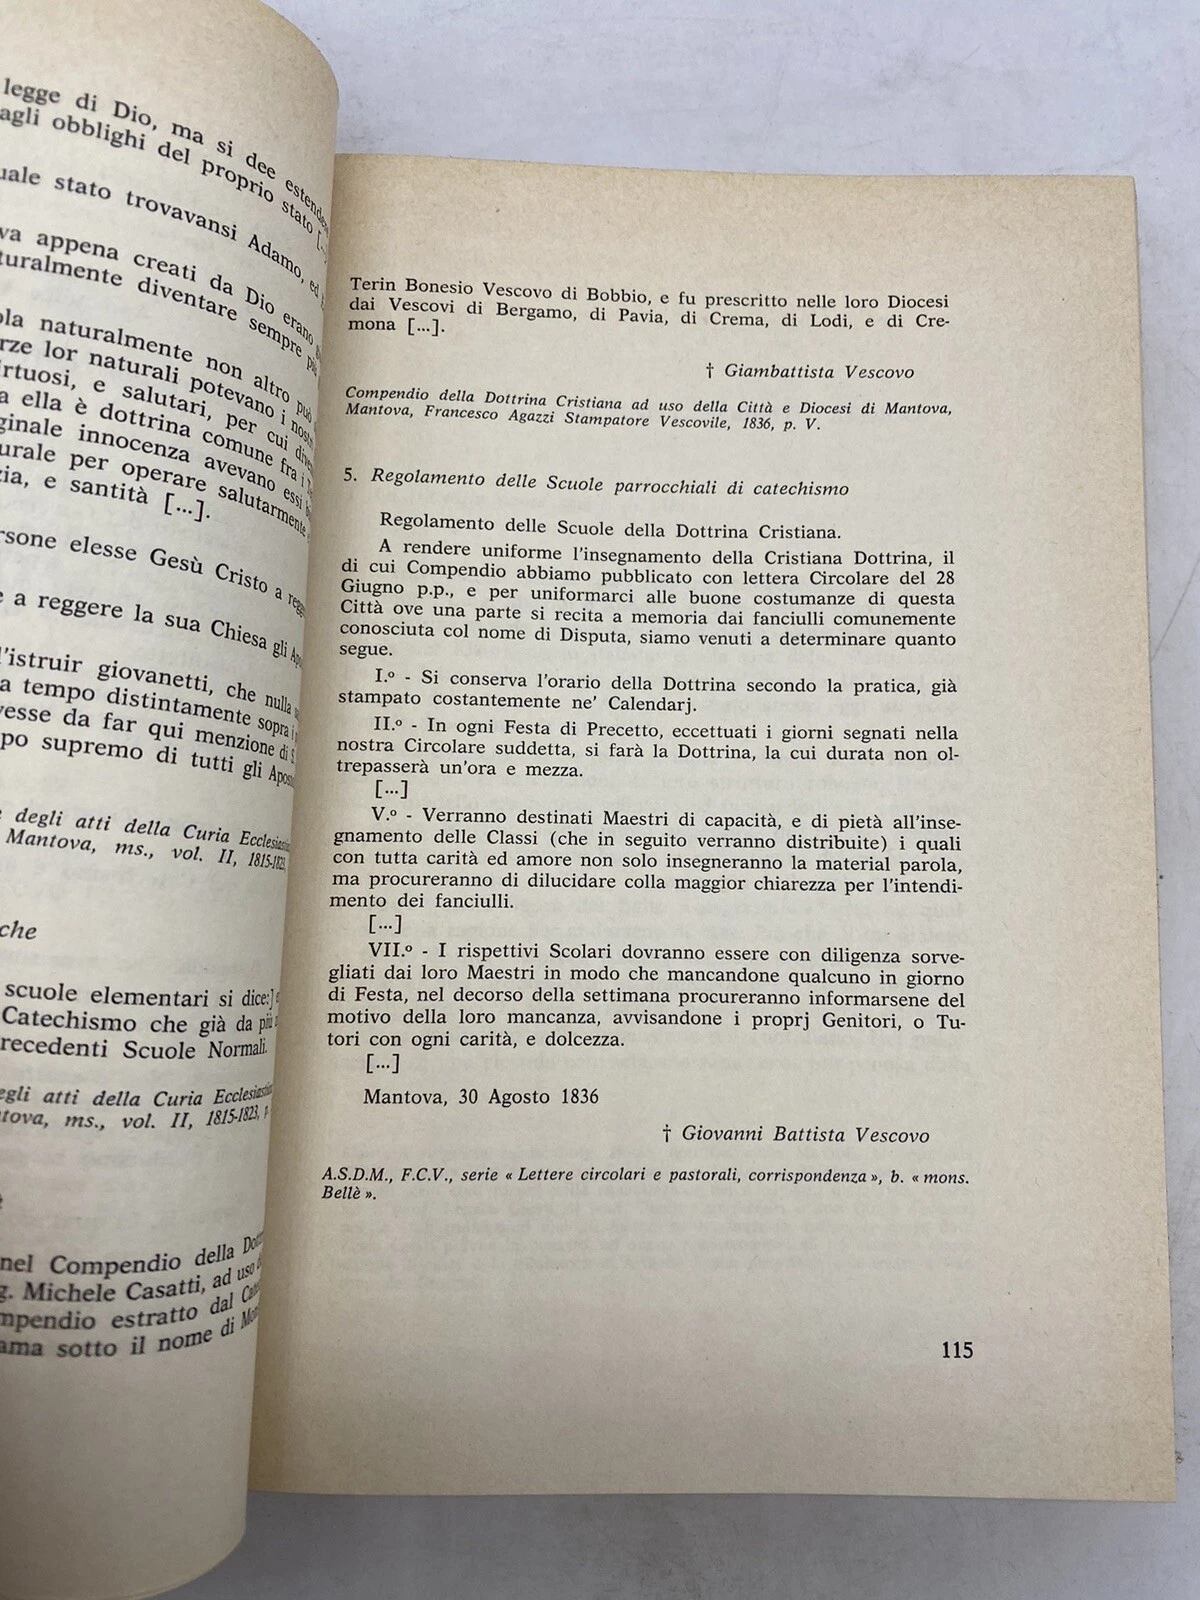 legge di Dio, ma si dee
agli obblighi del proprio stato [...]
stato trovavansi Adamo, ed
appena creati da Dio erano
diventare sempre più
naturalmente non altro può
lor naturali potevano i
e salutari, per cui
ella è dottrina comune fra i
innocenza avevano essi
per operare salutarmente
e santità [...].
elesse Gesù Cristo a
a reggere la sua Chiesa gli
istruir giovanetti, che nulla
a tempo distintamente sopra i
da far qui menzione di S.
supremo di tutti gli
degli atti della Curia
Mantova, ms., vol. II, 1815-1823,
scuole elementari si dice:]
Catechismo che già da più
Scuole Normali.
atti della Curia
ms., vol. II, 1815-1823,
nel Compendio della
Michele Casatti, ad uso
estratto dal
sotto il nome di
Terin Bonesio Vescovo di Bobbio, e fu prescritto nelle loro Diocesi
dai Vescovi di Bergamo, di Pavia, di Crema, di Lodi, e di Cre-
mona [...].
† Giambattista Vescovo
Compendio della Dottrina Cristiana ad uso della Città e Diocesi di Mantova,
Mantova, Francesco Agazzi Stampatore Vescovile, 1836, p. V.
5. Regolamento delle Scuole parrocchiali di catechismo
Regolamento delle Scuole della Dottrina Cristiana.
A rendere uniforme l'insegnamento della Cristiana Dottrina, il
di cui Compendio abbiamo pubblicato con lettera Circolare del 28
Giugno p.p., e per uniformarci alle buone costumanze di questa
Città ove una parte si recita a memoria dai fanciulli comunemente
conosciuta col nome di Disputa, siamo venuti a determinare quanto
segue.
I.º - Si conserva l'orario della Dottrina secondo la pratica, già
stampato costantemente ne' Calendarj.
II.º - In ogni Festa di Precetto, eccettuati i giorni segnati nella
nostra Circolare suddetta, si farà la Dottrina, la cui durata non ol-
trepasserà un'ora e mezza.
[...]
V.º - Verranno destinati Maestri di capacità, e di pietà all'inse-
gnamento delle Classi (che in seguito verranno distribuite) i quali
con tutta carità ed amore non solo insegneranno la material parola,
ma procureranno di dilucidare colla maggior chiarezza per l'intendi-
mento dei fanciulli.
[...]
VII.º - I rispettivi Scolari dovranno essere con diligenza sorve-
gliati dai loro Maestri in modo che mancandone qualcuno in giorno
di Festa, nel decorso della settimana procureranno informarsene del
motivo della loro mancanza, avvisandone i proprj Genitori, o Tu-
tori con ogni carità, e dolcezza.
[...]
Mantova, 30 Agosto 1836
† Giovanni Battista Vescovo
A.S.D.M., F.C.V., serie « Lettere circolari e pastorali, corrispondenza », b. « mons.
Bellè ».
115